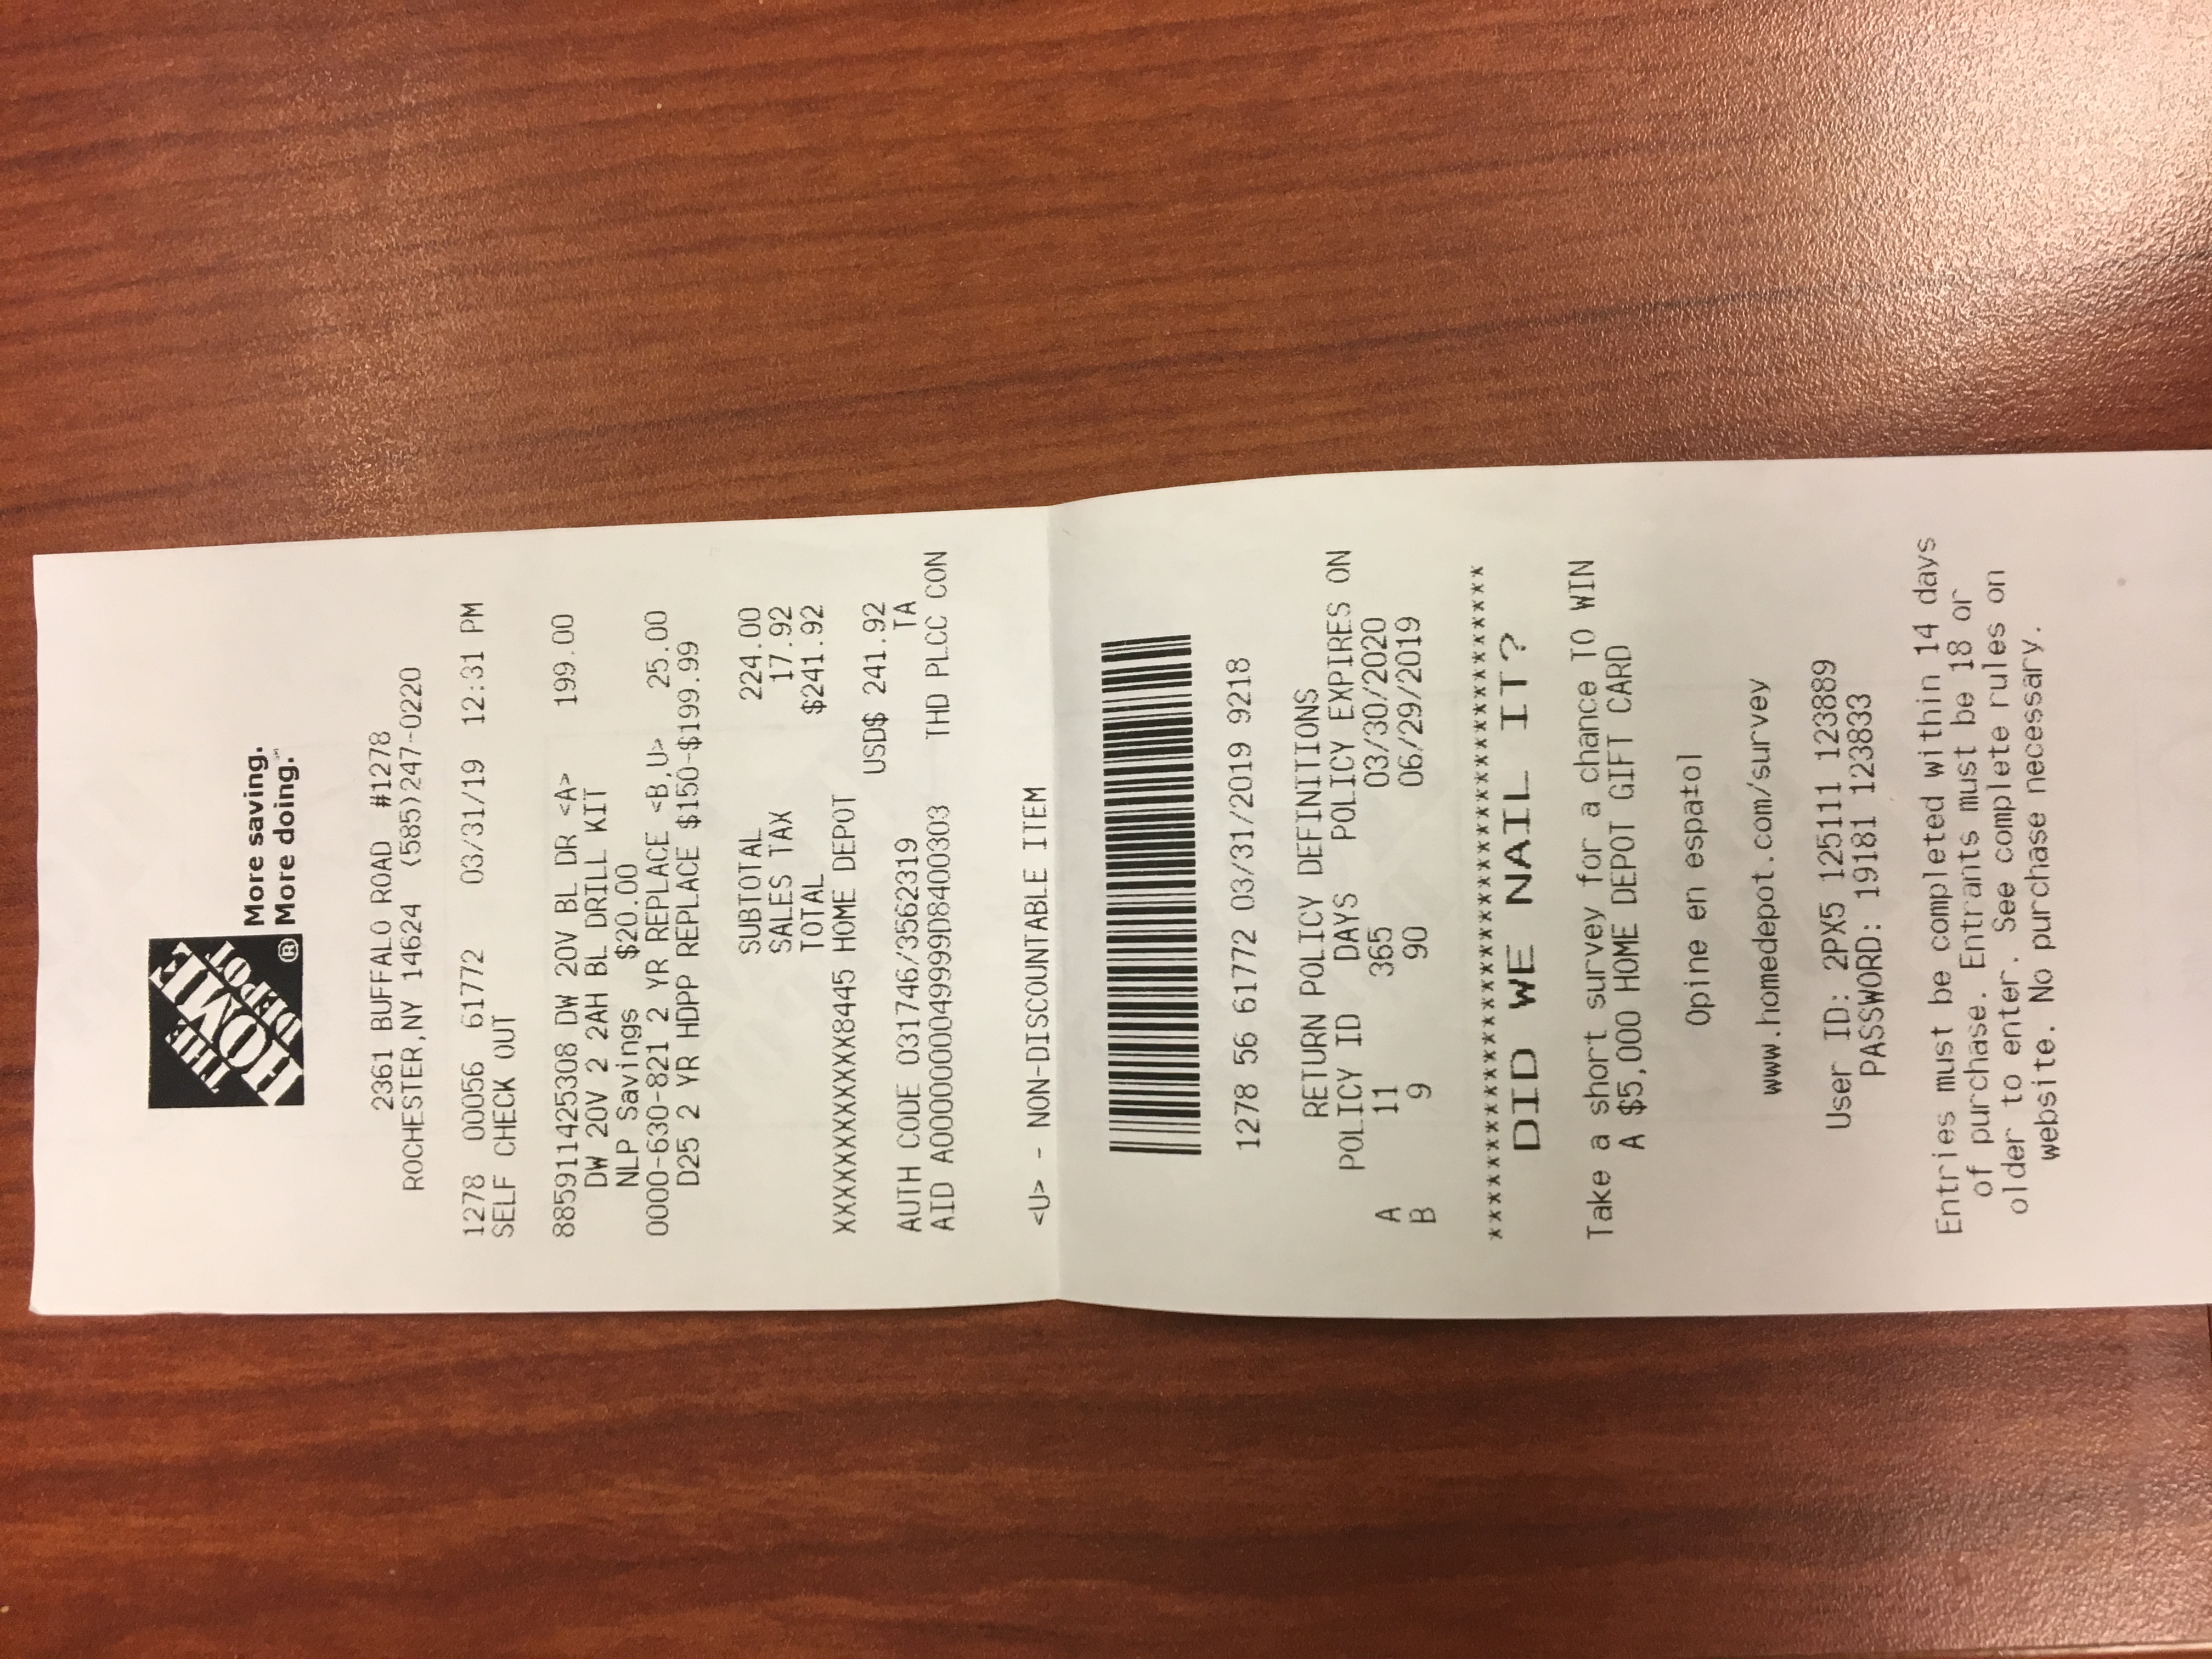 THE
HOME
DEPOT
®
More saving.
More doing.™
2361 BUFFALO ROAD #1278
ROCHESTER,NY 14624 (585)247-0220
1278 00056 61772 03/31/19 12:31 PM
SELF CHECK OUT
885911425308 DW 20V BL DR <A> 199.00
DW 20V 2 2AH BL DRILL KIT
NLP Savings $20.00
0000-630-821 2 YR REPLACE <B,U> 25.00
D25 2 YR HDPP REPLACE $150-$199.99
SUBTOTAL 224.00
SALES TAX 17.92
TOTAL $241.92
XXXXXXXXXXXX8445 HOME DEPOT
USD$ 241.92
AUTH CODE 031746/3562319 TA
AID A0000000049999D8400303 THD PLCC CON
<U> - NON-DISCOUNTABLE ITEM
1278 56 61772 03/31/2019 9218
RETURN POLICY DEFINITIONS
POLICY ID DAYS POLICY EXPIRES ON
A 11 365 03/30/2020
B 9 90 06/29/2019
*******************************************
DID WE NAIL IT?
Take a short survey for a chance TO WIN
A $5,000 HOME DEPOT GIFT CARD
Opine en espa±ol
www.homedepot.com/survey
User ID: 2PX5 125111 123889
PASSWORD: 19181 123833
Entries must be completed within 14 days
of purchase. Entrants must be 18 or
older to enter. See complete rules on
website. No purchase necessary.